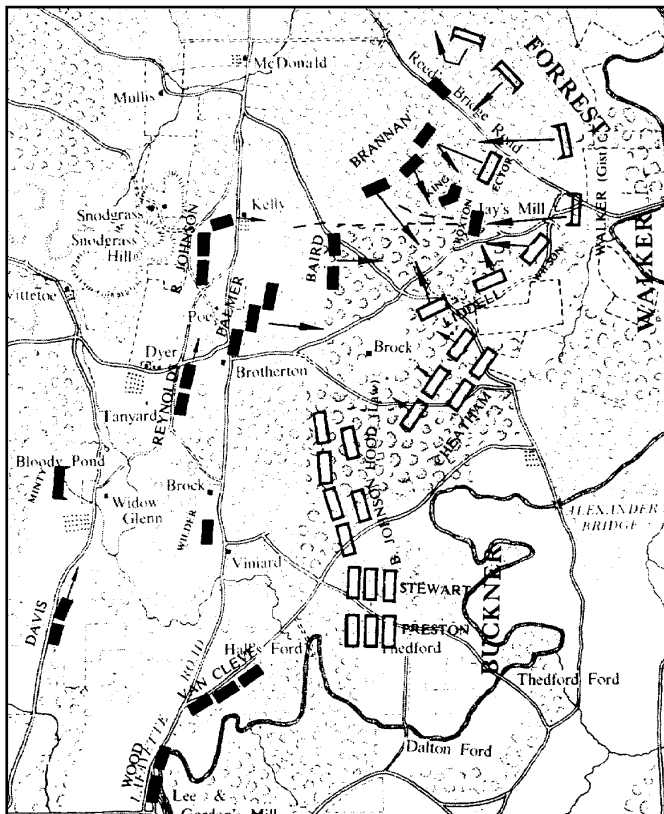 McDonald
Mullis
Reed's Bridge Road
FORREST
BRANNAN
ECTOR
KING
CROXTON
Jay's Mill
WALKER (Gist)
WALKER
WILSON
Kelly
Snodgrass
Snodgrass
Hill
R. JOHNSON
BAIRD
LIDDELL
PALMER
Poe
Dyer
Brotherton
Brock
REYNOLDS
Tanyard
CHEATHAM
HOOD (Law)
B. JOHNSON
Bloody Pond
MINTY
Widow
Glenn
Brock
WILDER
ALEXANDER
BRIDGE
Viniard
STEWART
BUCKNER
PRESTON
Thedford
DAVIS
Hall's Ford
VAN CLEVE
Thedford Ford
LAFAYETTE ROAD
WOOD
Dalton Ford
Lee &
Gordon's Mill